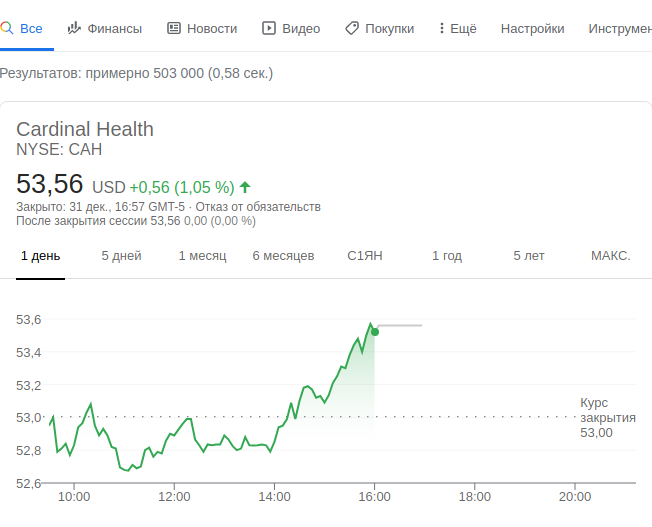 Все Финансы Новости Видео Покупки Ещё Настройки Инструмен
Результатов: примерно 503 000 (0,58 сек.)
Cardinal Health
NYSE: CAH
53,56 USD +0,56 (1,05 %)
Закрыто: 31 дек., 16:57 GMT-5 · Отказ от обязательств
После закрытия сессии 53,56 0,00 (0,00 %)
1 день 5 дней 1 месяц 6 месяцев С1ЯН 1 год 5 лет МАКС.
53,6
53,4
53,2
53,0
52,8
52,6
Курс
закрытия
53,00
10:00 12:00 14:00 16:00 18:00 20:00